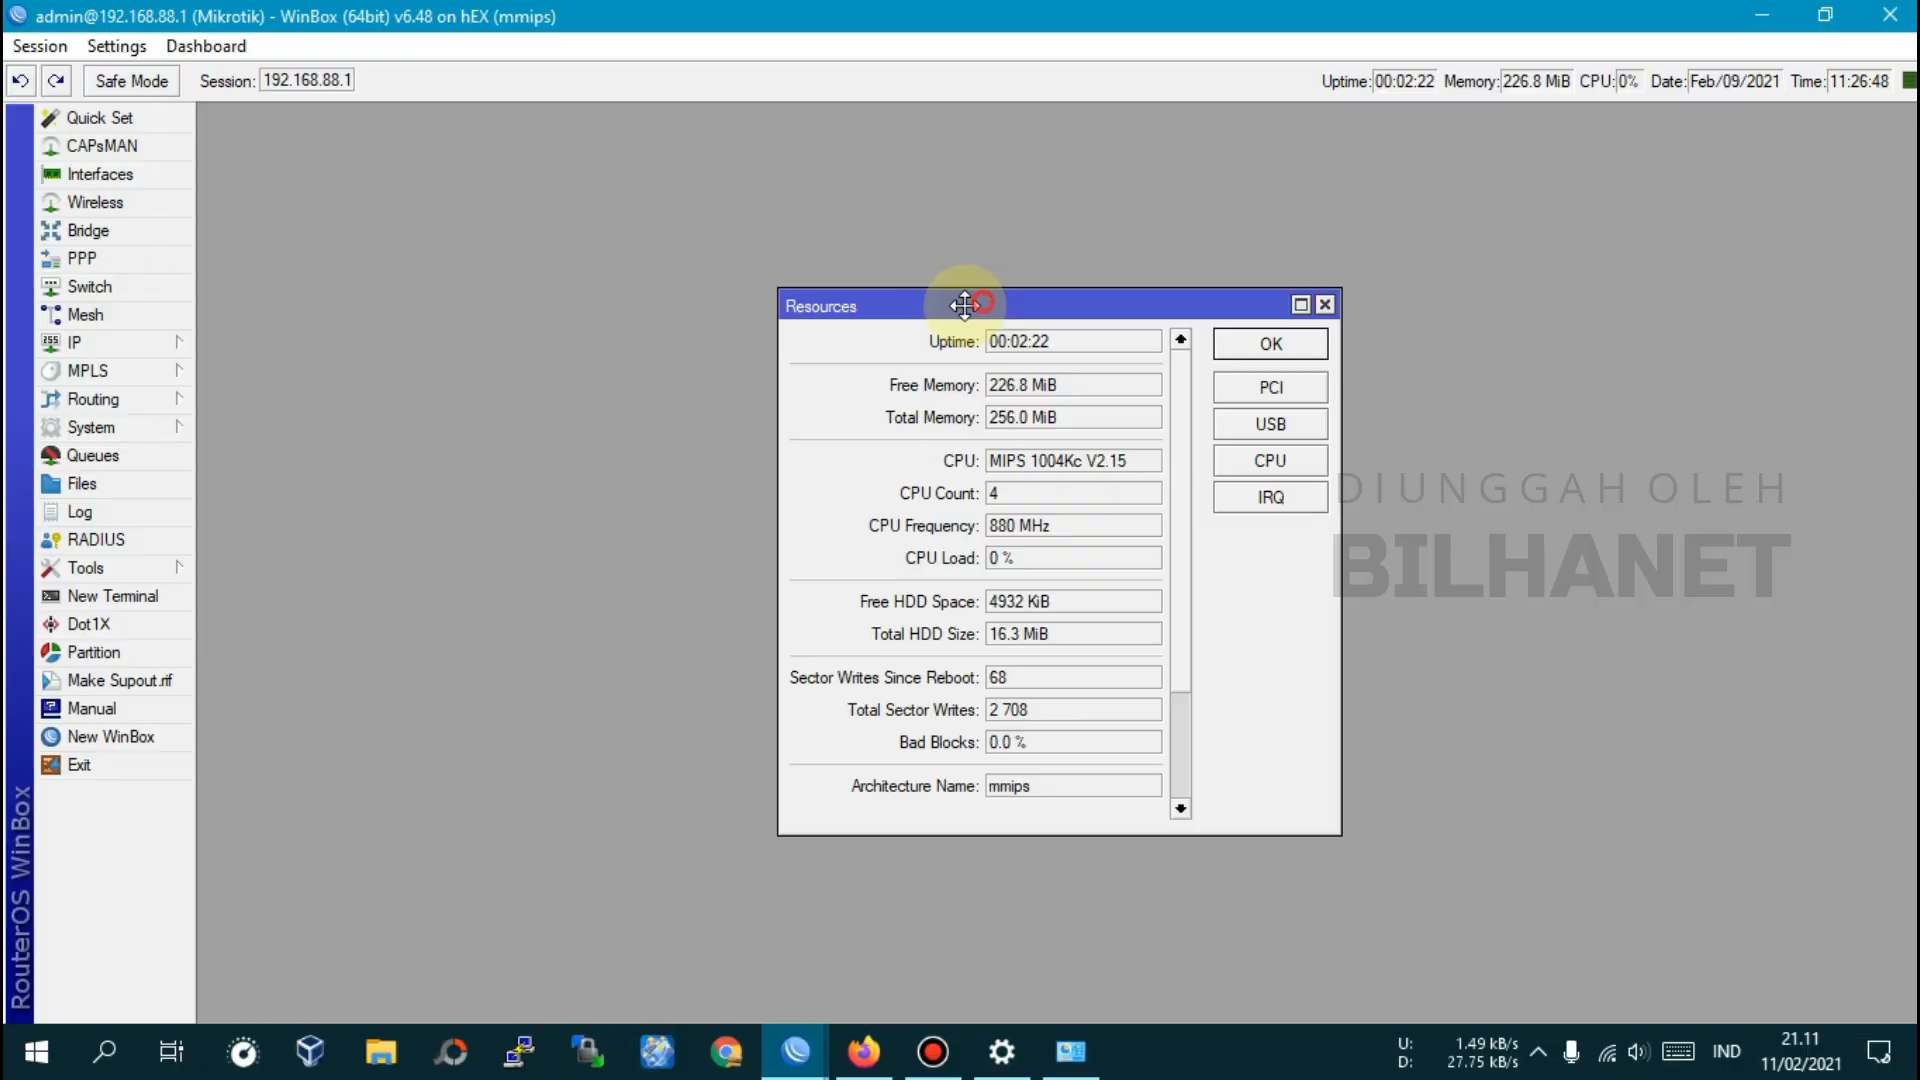 admin@192.168.88.1 (Mikrotik) - WinBox (64bit) v6.48 on hEX (mmips)
Session Settings Dashboard
Safe Mode Session: 192.168.88.1 Uptime: 00:02:22 Memory: 226.8 MiB CPU: 0% Date: Feb/09/2021 Time: 11:26:48
Quick Set
CAPsMAN
Interfaces
Wireless
Bridge
PPP
Switch
Mesh
IP
MPLS
Routing
System
Queues
Files
Log
RADIUS
Tools
New Terminal
Dot1X
Partition
Make Supout.rif
Manual
New WinBox
Exit
RouterOS WinBox
Resources
Uptime: 00:02:22
Free Memory: 226.8 MiB
Total Memory: 256.0 MiB
CPU: MIPS 1004Kc V2.15
CPU Count: 4
CPU Frequency: 880 MHz
CPU Load: 0 %
Free HDD Space: 4932 KiB
Total HDD Size: 16.3 MiB
Sector Writes Since Reboot: 68
Total Sector Writes: 2 708
Bad Blocks: 0.0 %
Architecture Name: mmips
OK
PCI
USB
CPU
IRQ
DIUNGGAH OLEH
BILHANET
U: 1.49 kB/s
D: 27.75 kB/s
IND
21.11
11/02/2021